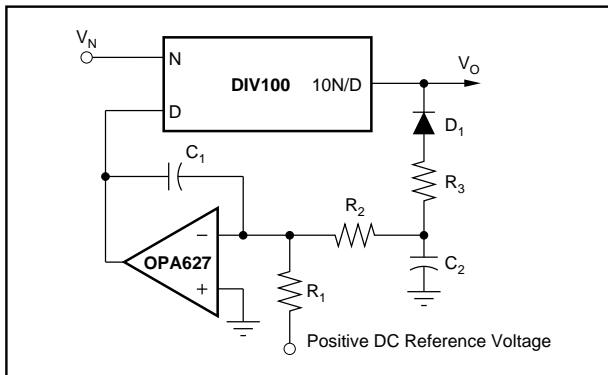 V_N
N
DIV100 10N/D
V_O
D
D_1
C_1
R_3
R_2
−
OPA627
+
C_2
R_1
Positive DC Reference Voltage